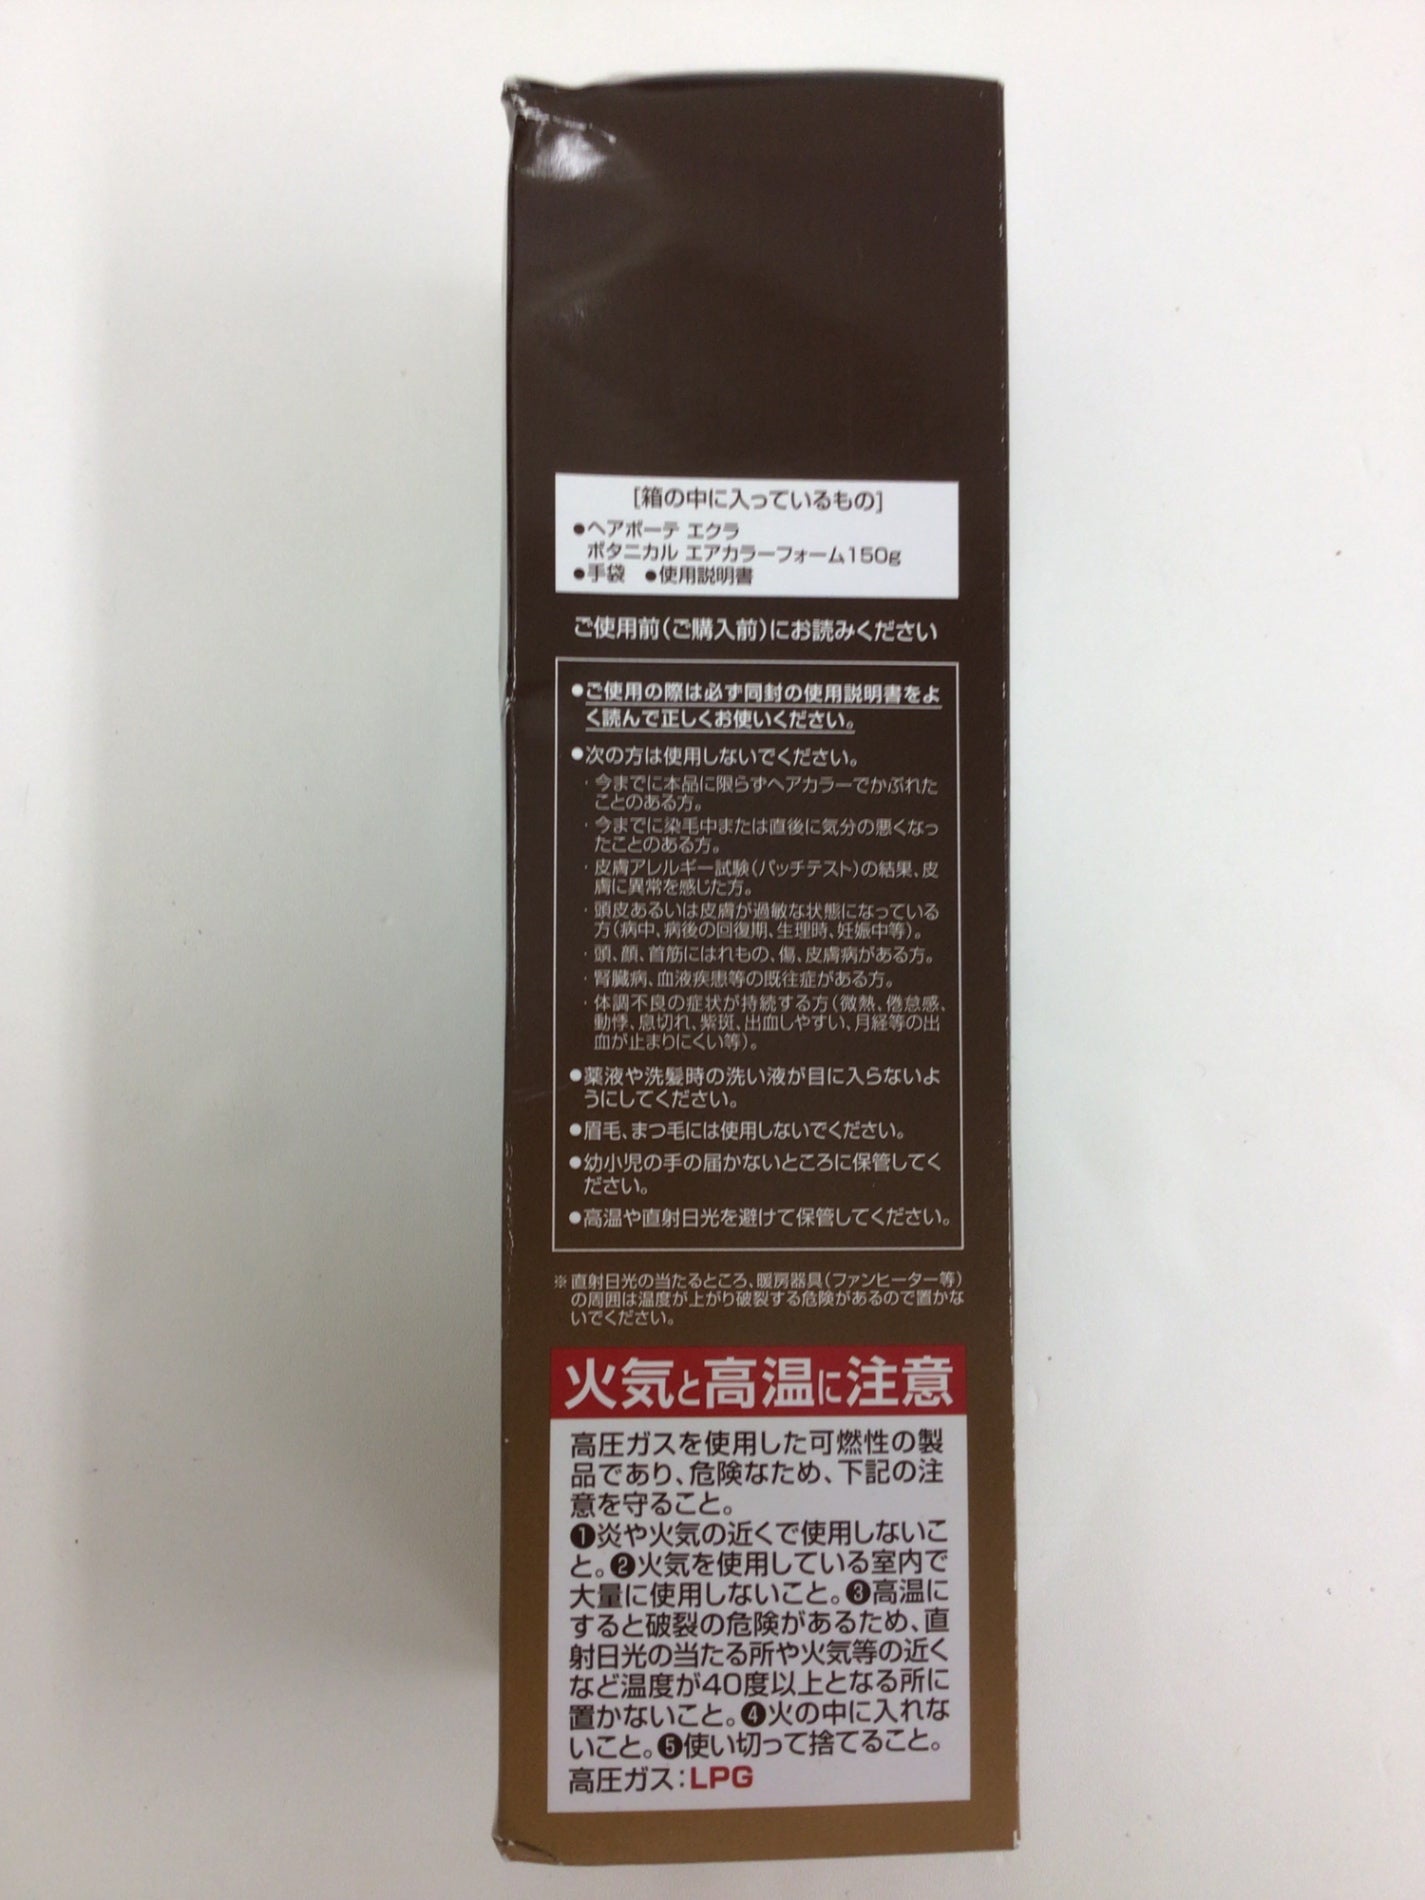 [箱の中に入っているもの]
●ヘアボーテ エクラ
ボタニカル エアカラーフォーム150g
●手袋 ●使用説明書
ご使用前(ご購入前)にお読みください
●ご使用の際は必ず同封の使用説明書をよ
く読んで正しくお使いください。
●次の方は使用しないでください。
・今までに本品に限らずヘアカラーでかぶれた
ことのある方。
・今までに染毛中または直後に気分の悪くなっ
たことのある方。
・皮膚アレルギー試験(パッチテスト)の結果、皮
膚に異常を感じた方。
・頭皮あるいは皮膚が過敏な状態になっている
方(病中、病後の回復期、生理時、妊娠中等)。
・頭、顔、首筋にはれもの、傷、皮膚病がある方。
・腎臓病、血液疾患等の既往症がある方。
・体調不良の症状が持続する方(微熱、倦怠感、
動悸、息切れ、紫斑、出血しやすい、月経等の出
血が止まりにくい等)。
●薬液や洗髪時の洗い液が目に入らないよ
うにしてください。
●眉毛、まつ毛には使用しないでください。
●幼小児の手の届かないところに保管してく
ださい。
●高温や直射日光を避けて保管してください。
※直射日光の当たるところ、暖房器具(ファンヒーター等)
の周囲は温度が上がり破裂する危険があるので置かな
いでください。
火気と高温に注意
高圧ガスを使用した可燃性の製
品であり、危険なため、下記の注
意を守ること。
❶炎や火気の近くで使用しないこ
と。❷火気を使用している室内で
大量に使用しないこと。❸高温に
すると破裂の危険があるため、直
射日光の当たる所や火気等の近く
など温度が40度以上となる所に
置かないこと。❹火の中に入れな
いこと。❺使い切って捨てること。
高圧ガス:LPG